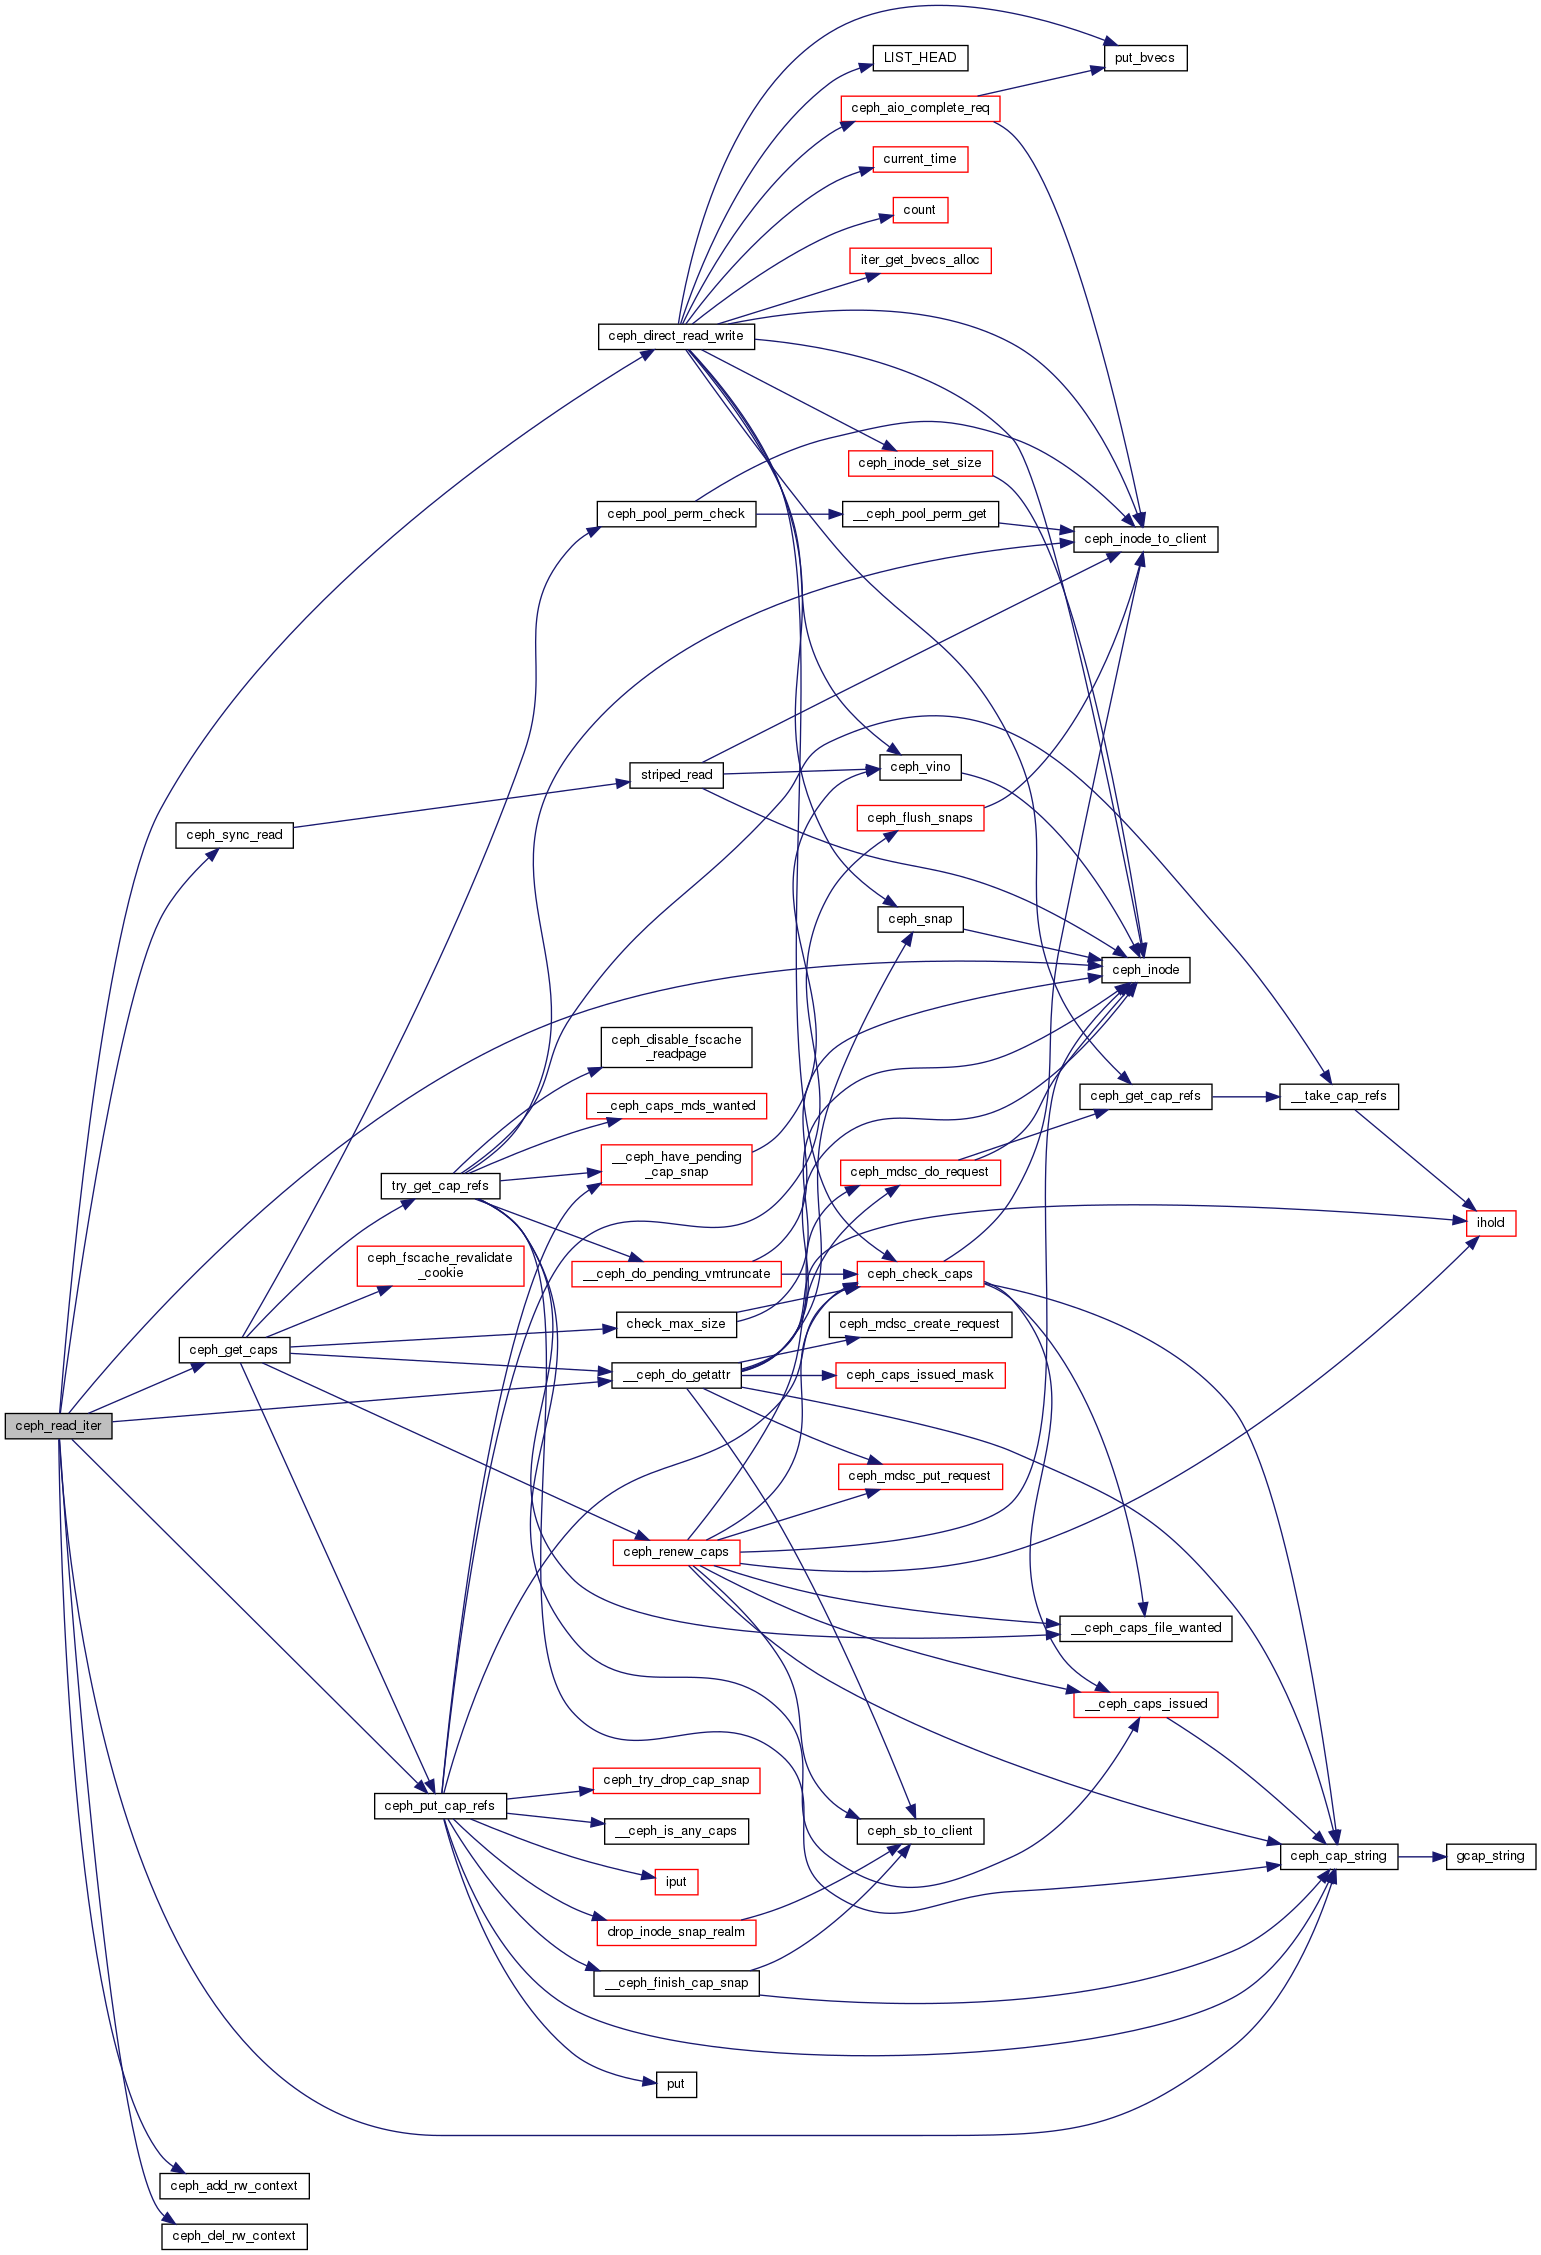 put_bvecs
LIST_HEAD
ceph_aio_complete_req
current_time
count
iter_get_bvecs_alloc
ceph_direct_read_write
ceph_inode_set_size
ceph_pool_perm_check
__ceph_pool_perm_get
ceph_inode_to_client
ceph_vino
striped_read
ceph_flush_snaps
ceph_sync_read
ceph_snap
ceph_inode
ceph_disable_fscache
_readpage
__ceph_caps_mds_wanted
ceph_get_cap_refs
__take_cap_refs
__ceph_have_pending
_cap_snap
ceph_mdsc_do_request
try_get_cap_refs
ihold
ceph_fscache_revalidate
_cookie
__ceph_do_pending_vmtruncate
ceph_check_caps
check_max_size
ceph_mdsc_create_request
ceph_get_caps
__ceph_do_getattr
ceph_caps_issued_mask
ceph_read_iter
ceph_mdsc_put_request
ceph_renew_caps
__ceph_caps_file_wanted
__ceph_caps_issued
ceph_try_drop_cap_snap
ceph_put_cap_refs
__ceph_is_any_caps
ceph_sb_to_client
ceph_cap_string
gcap_string
iput
drop_inode_snap_realm
__ceph_finish_cap_snap
put
ceph_add_rw_context
ceph_del_rw_context